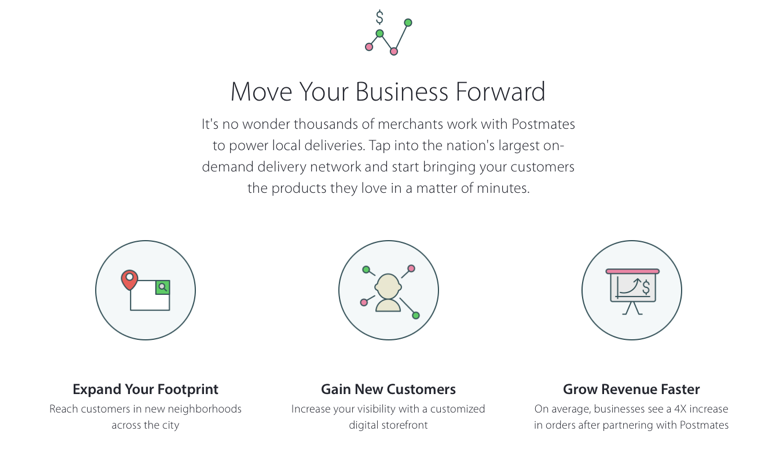 $
Move Your Business Forward
It's no wonder thousands of merchants work with Postmates
to power local deliveries. Tap into the nation's largest on-
demand delivery network and start bringing your customers
the products they love in a matter of minutes.
$
Expand Your Footprint
Gain New Customers
Grow Revenue Faster
Reach customers in new neighborhoods
across the city
Increase your visibility with a customized
digital storefront
On average, businesses see a 4X increase
in orders after partnering with Postmates